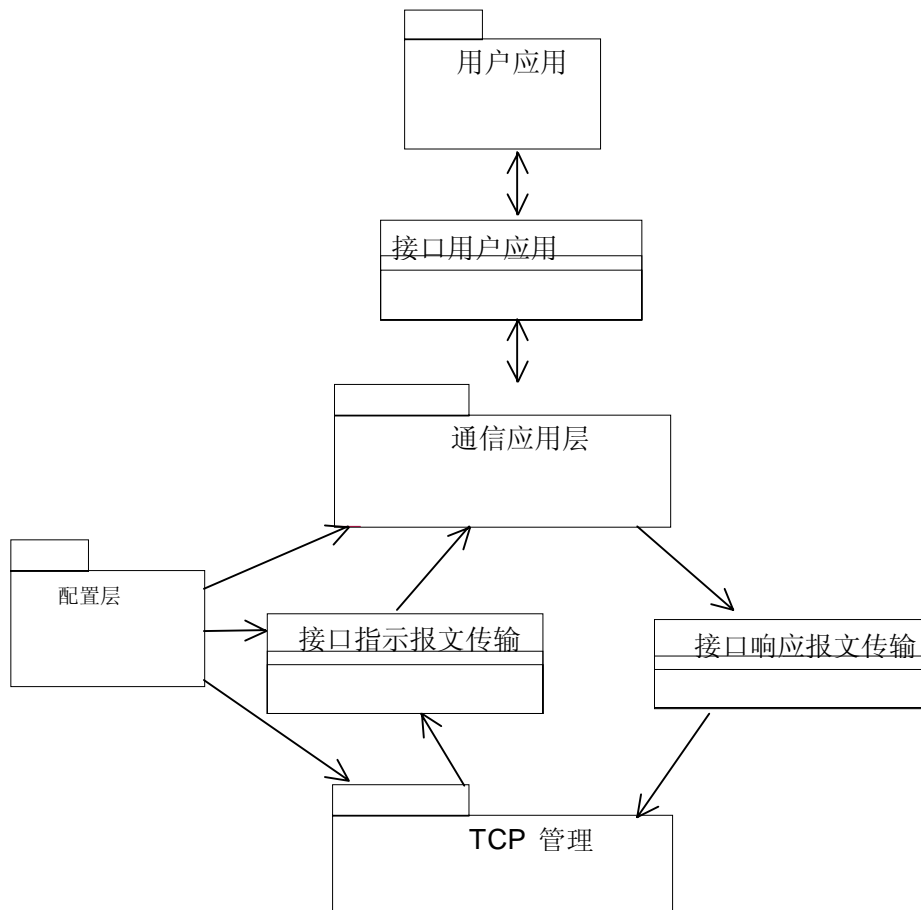 用户应用
接口用户应用
通信应用层
配置层
接口指示报文传输
接口响应报文传输
TCP 管理